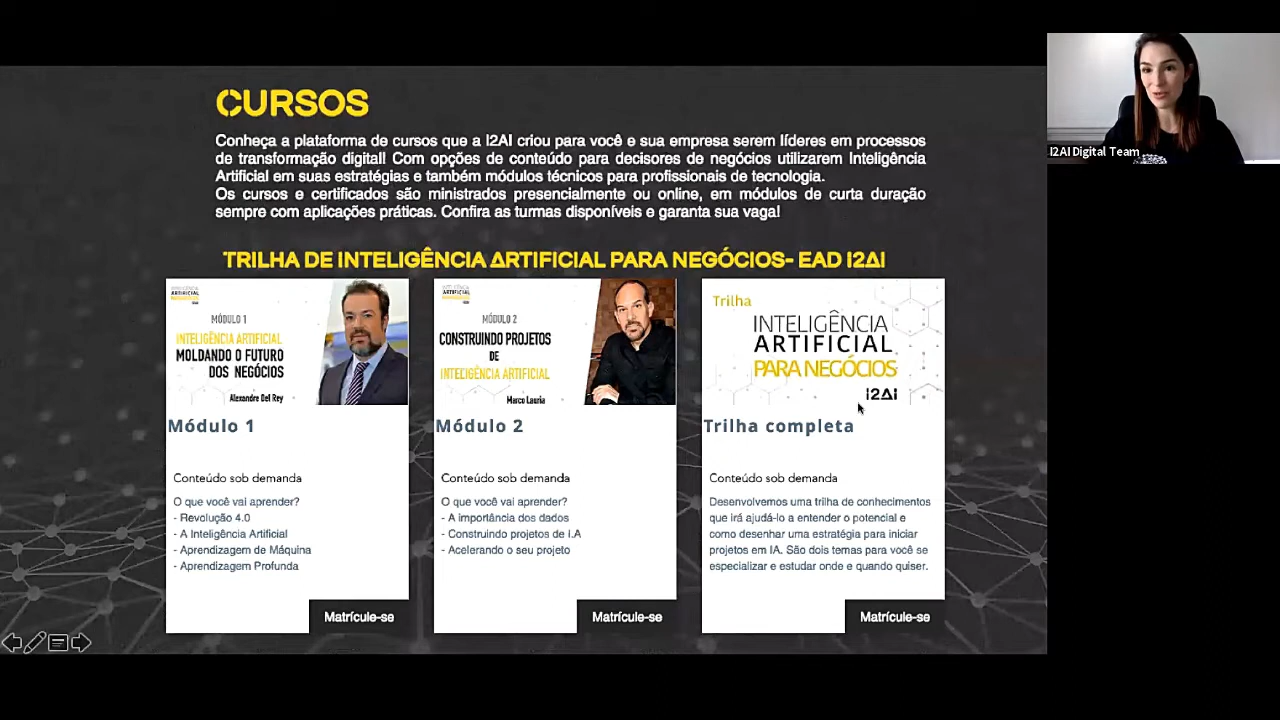 CURSOS
Conheça a plataforma de cursos que a I2AI criou para você e sua empresa serem líderes em processos
de transformação digital! Com opções de conteúdo para decisores de negócios utilizarem Inteligência
Artificial em suas estratégias e também módulos técnicos para profissionais de tecnologia.
Os cursos e certificados são ministrados presencialmente ou online, em módulos de curta duração
sempre com aplicações práticas. Confira as turmas disponíveis e garanta sua vaga!
TRILHA DE INTELIGÊNCIA ARTIFICIAL PARA NEGÓCIOS- EAD I2AI
MÓDULO 1
INTELIGÊNCIA ARTIFICIAL
MOLDANDO O FUTURO
DOS NEGÓCIOS
Alexandre Del Rey
Módulo 1
Conteúdo sob demanda
O que você vai aprender?
- Revolução 4.0
- A Inteligência Artificial
- Aprendizagem de Máquina
- Aprendizagem Profunda
Matrícule-se
MÓDULO 2
CONSTRUINDO PROJETOS
DE
INTELIGÊNCIA ARTIFICIAL
Marco Lauria
Módulo 2
Conteúdo sob demanda
O que você vai aprender?
- A importância dos dados
- Construindo projetos de I.A
- Acelerando o seu projeto
Matrícule-se
Trilha
INTELIGÊNCIA
ARTIFICIAL
PARA NEGÓCIOS
I2AI
Trilha completa
Conteúdo sob demanda
Desenvolvemos uma trilha de conhecimentos
que irá ajudá-lo a entender o potencial e
como desenhar uma estratégia para iniciar
projetos em IA. São dois temas para você se
especializar e estudar onde e quando quiser.
Matrícule-se
I2AI Digital Team